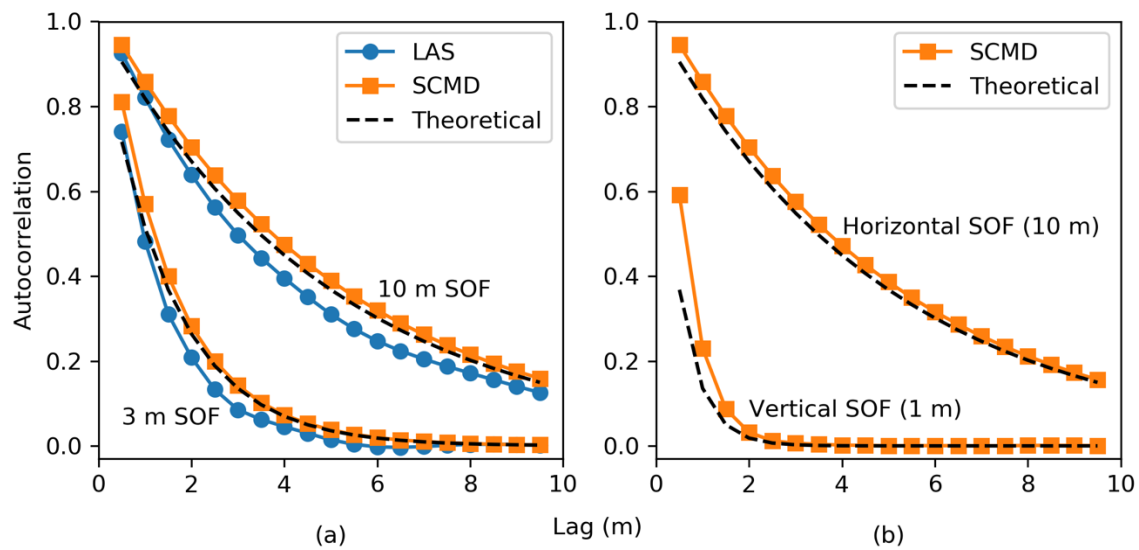 Autocorrelation
1.0
0.8
0.6
0.4
0.2
0.0
0 2 4 6 8 10
LAS
SCMD
Theoretical
10 m SOF
3 m SOF
(a)
Lag (m)
1.0
0.8
0.6
0.4
0.2
0.0
0 2 4 6 8 10
SCMD
Theoretical
Horizontal SOF (10 m)
Vertical SOF (1 m)
(b)